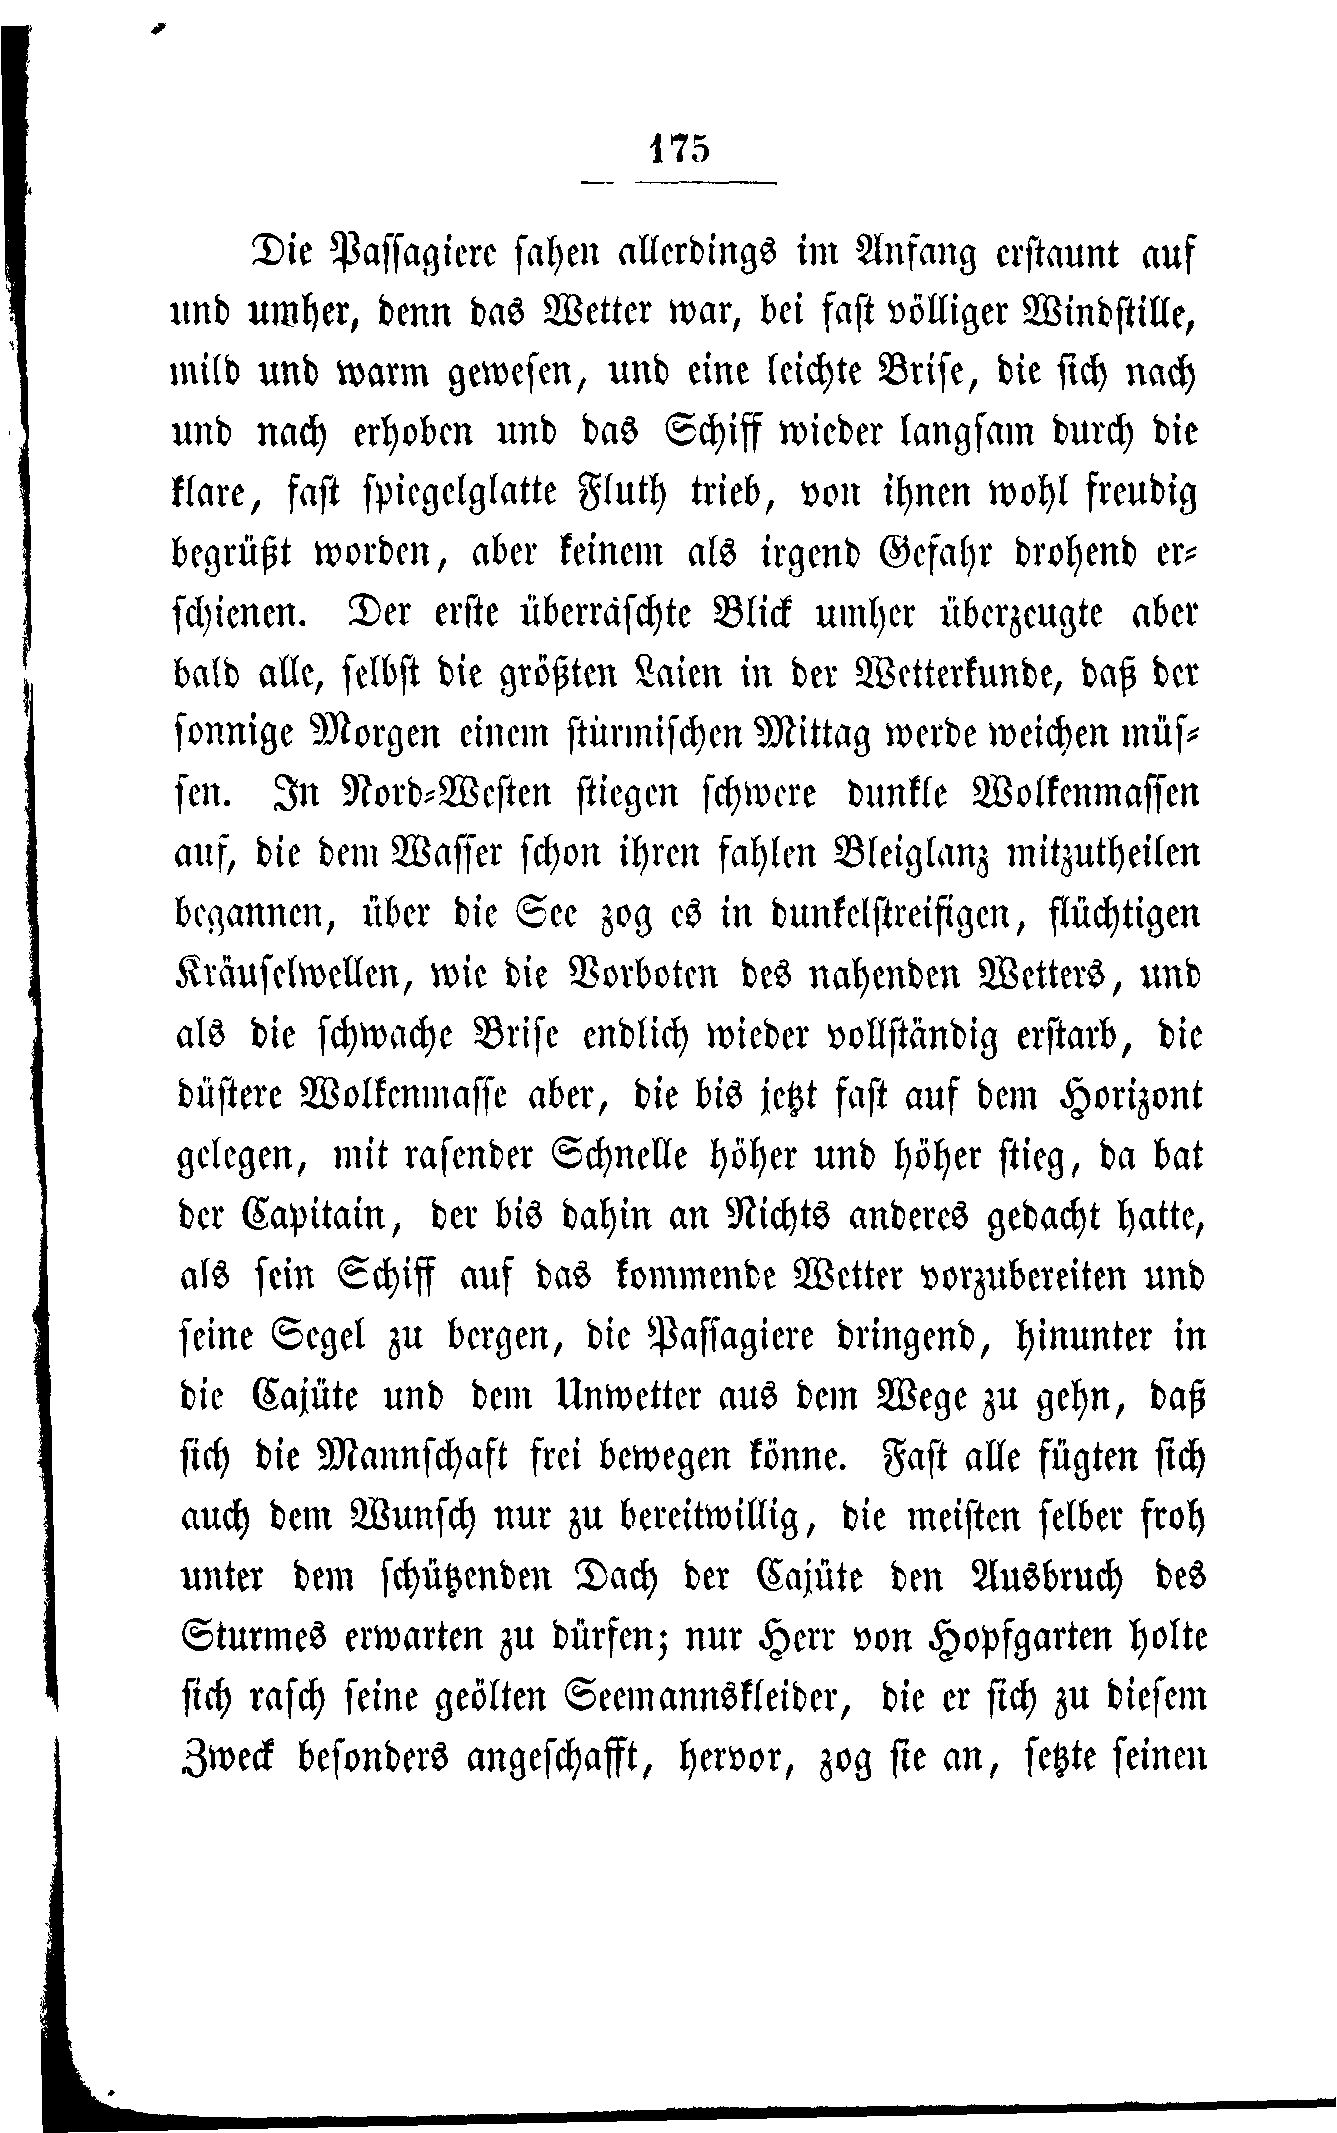 175
Die Passagiere sahen allerdings im Anfang erstaunt auf
und umher, denn das Wetter war, bei fast völliger Windstille,
mild und warm gewesen, und eine leichte Brise, die sich nach
und nach erhoben und das Schiff wieder langsam durch die
klare, fast spiegelglatte Fluth trieb, von ihnen wohl freudig
begrüßt worden, aber keinem als irgend Gefahr drohend er-
schienen. Der erste überraschte Blick umher überzeugte aber
bald alle, selbst die größten Laien in der Wetterkunde, daß der
sonnige Morgen einem stürmischen Mittag werde weichen müs-
sen. In Nord-Westen stiegen schwere dunkle Wolkenmassen
auf, die dem Wasser schon ihren fahlen Bleiglanz mitzutheilen
begannen, über die See zog es in dunkelstreifigen, flüchtigen
Kräuselwellen, wie die Vorboten des nahenden Wetters, und
als die schwache Brise endlich wieder vollständig erstarb, die
düstere Wolkenmasse aber, die bis jetzt fast auf dem Horizont
gelegen, mit rasender Schnelle höher und höher stieg, da bat
der Capitain, der bis dahin an Nichts anderes gedacht hatte,
als sein Schiff auf das kommende Wetter vorzubereiten und
seine Segel zu bergen, die Passagiere dringend, hinunter in
die Cajüte und dem Unwetter aus dem Wege zu gehn, daß
sich die Mannschaft frei bewegen könne. Fast alle fügten sich
auch dem Wunsch nur zu bereitwillig, die meisten selber froh
unter dem schützenden Dach der Cajüte den Ausbruch des
Sturmes erwarten zu dürfen; nur Herr von Hopfgarten holte
sich rasch seine geölten Seemannskleider, die er sich zu diesem
Zweck besonders angeschafft, hervor, zog sie an, setzte seinen